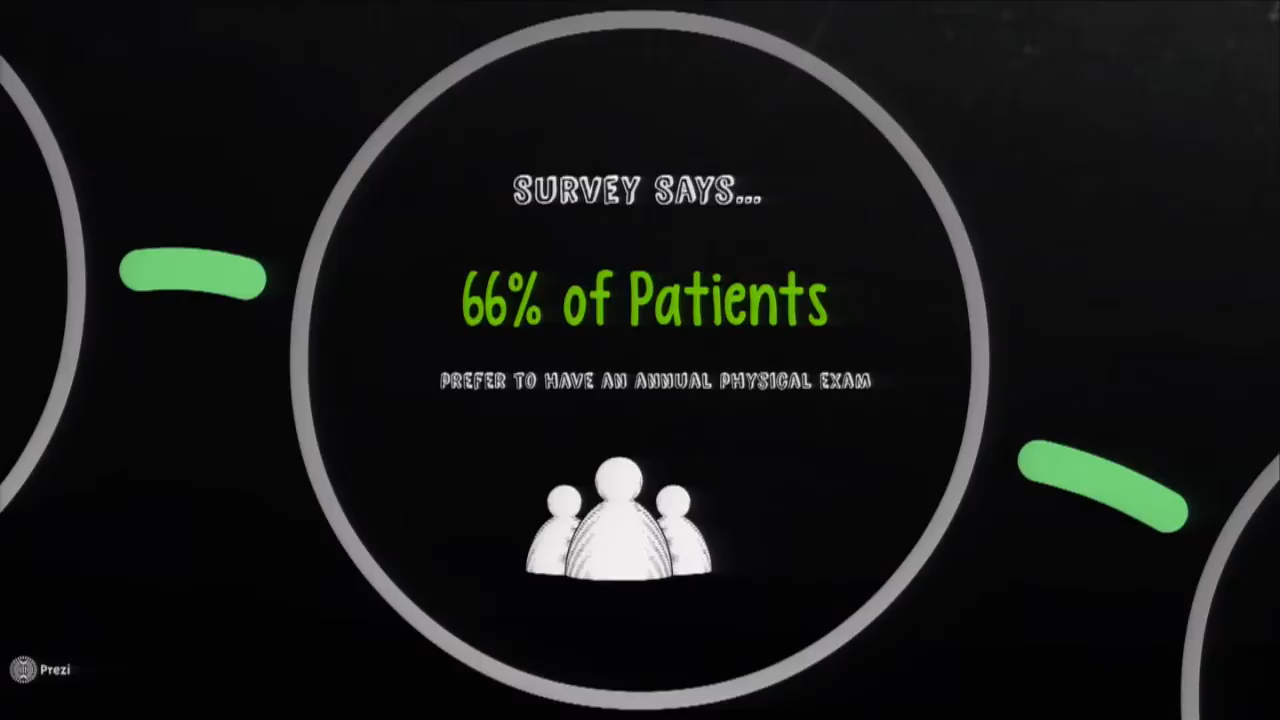 SURVEY SAYS...
66% of Patients
PREFER TO HAVE AN ANNUAL PHYSICAL EXAM
Prezi